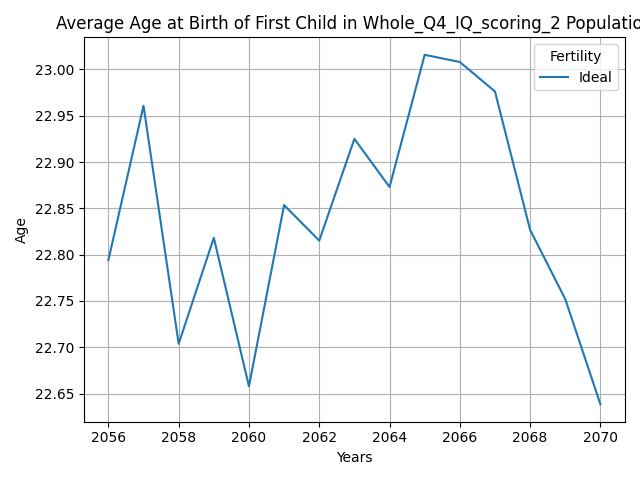 Average Age at Birth of First Child in Whole_Q4_IQ_scoring_2 Populatio
Fertility
Ideal
23.00
22.95
22.90
22.85
22.80
22.75
22.70
22.65
Age
2056 2058 2060 2062 2064 2066 2068 2070
Years